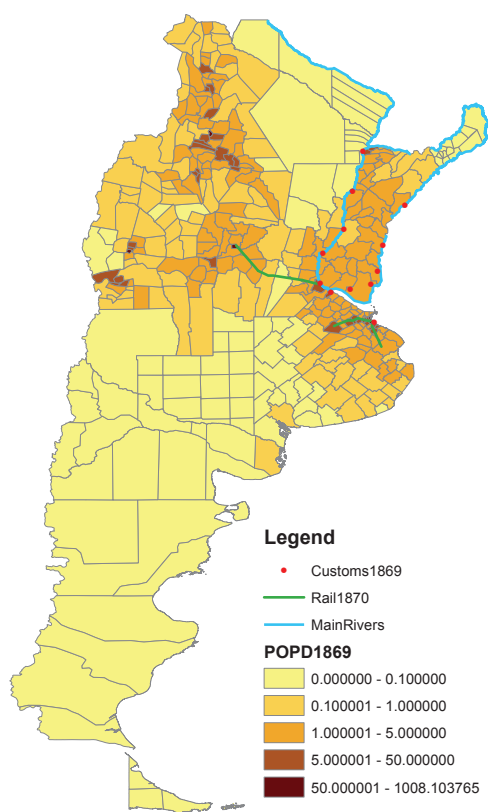 Legend
Customs1869
Rail1870
MainRivers
POPD1869
0.000000 - 0.100000
0.100001 - 1.000000
1.000001 - 5.000000
5.000001 - 50.000000
50.000001 - 1008.103765